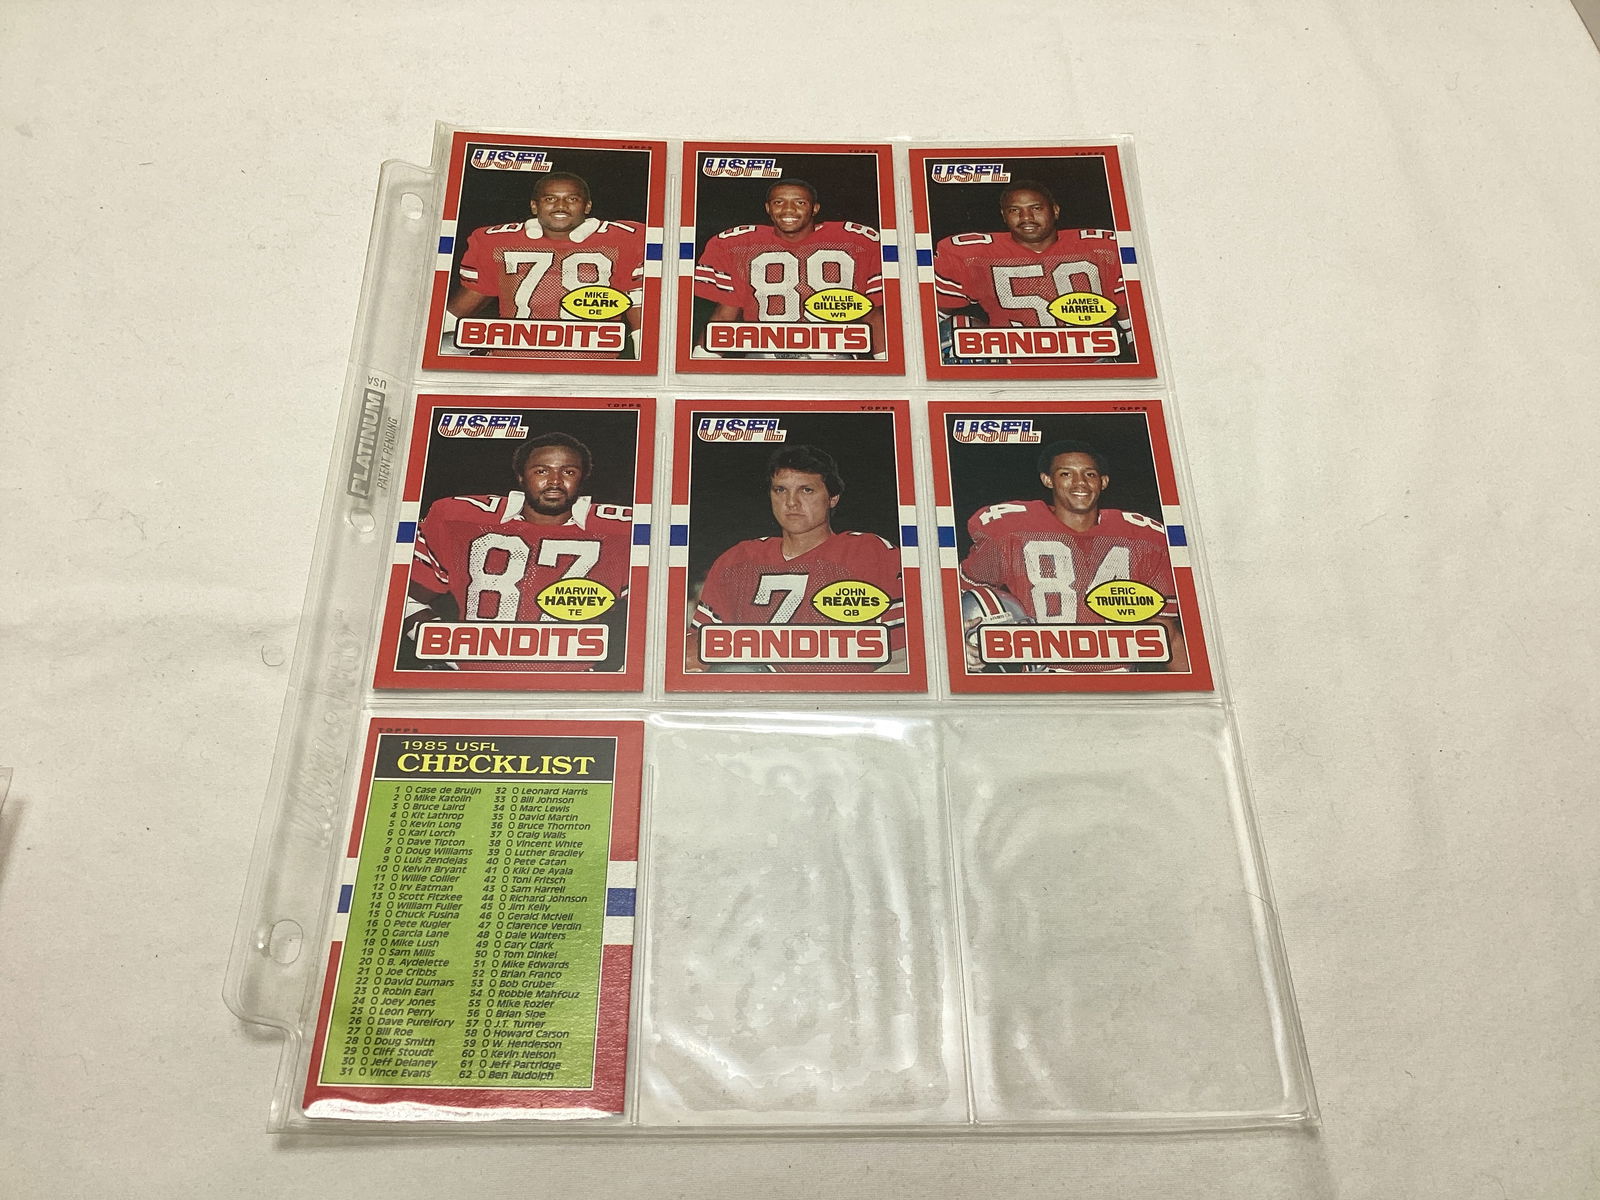 TOPPS
USFL
78
78
MIKE
CLARK
DE
BANDITS
TOPPS
USFL
89
89
WILLIE
GILLESPIE
WR
BANDITS
TOPPS
USFL
50
50
JAMES
HARRELL
LB
BANDITS
USA
PLATINUM
PATENT PENDING
TOPPS
USFL
87
87
MARVIN
HARVEY
TE
BANDITS
TOPPS
USFL
7
JOHN
REAVES
QB
BANDITS
TOPPS
USFL
84
84
ERIC
TRUVILLION
WR
BANDITS
TOPPS
1985 USFL
CHECKLIST
1 O Case de Bruijn
2 O Mike Katolin
3 O Bruce Laird
4 O Kit Lathrop
5 O Kevin Long
6 O Karl Lorch
7 O Dave Tipton
8 O Doug Williams
9 O Luis Zendejas
10 O Kelvin Bryant
11 O Willie Collier
12 O Irv Eatman
13 O Scott Fitzkee
14 O William Fuller
15 O Chuck Fusina
16 O Pete Kugler
17 O Garcia Lane
18 O Mike Lush
19 O Sam Mills
20 O B. Aydelette
21 O Joe Cribbs
22 O David Dumars
23 O Robin Earl
24 O Joey Jones
25 O Leon Perry
26 O Dave Pureifory
27 O Bill Roe
28 O Doug Smith
29 O Cliff Stoudt
30 O Jeff Delaney
31 O Vince Evans
32 O Leonard Harris
33 O Bill Johnson
34 O Marc Lewis
35 O David Martin
36 O Bruce Thornton
37 O Craig Walls
38 O Vincent White
39 O Luther Bradley
40 O Pete Catan
41 O Kiki De Ayala
42 O Toni Fritsch
43 O Sam Harrell
44 O Richard Johnson
45 O Jim Kelly
46 O Gerald McNeil
47 O Clarence Verdin
48 O Dale Walters
49 O Gary Clark
50 O Tom Dinkel
51 O Mike Edwards
52 O Brian Franco
53 O Bob Gruber
54 O Robbie Mahfouz
55 O Mike Rozier
56 O Brian Sipe
57 O J.T. Turner
58 O Howard Carson
59 O W. Henderson
60 O Kevin Nelson
61 O Jeff Partridge
62 O Ben Rudolph